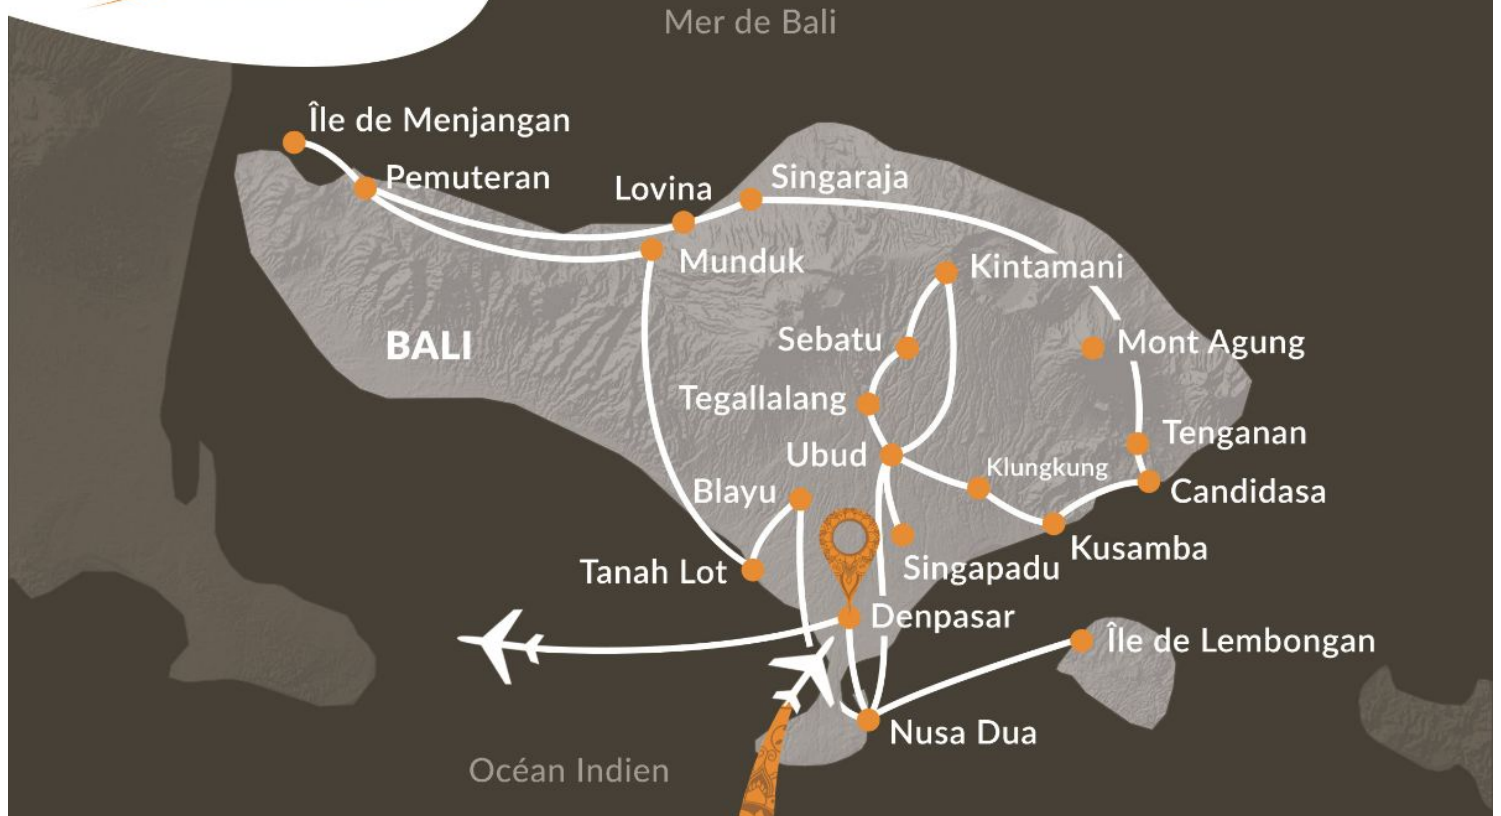 Mer de Bali
Île de Menjangan
Pemuteran
Lovina
Singaraja
Munduk
Kintamani
BALI
Sebatu
Mont Agung
Tegallalang
Tenganan
Ubud
Klungkung
Blayu
Candidasa
Kusamba
Tanah Lot
Singapadu
Denpasar
Île de Lembongan
Nusa Dua
Océan Indien